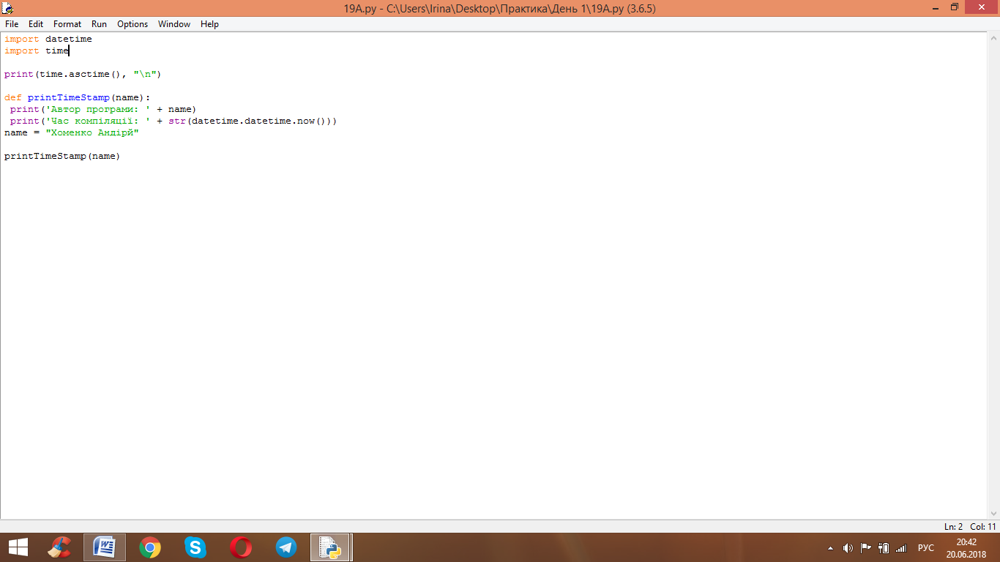 19A.py - C:\Users\Irina\Desktop\Практика\День 1\19A.py (3.6.5)
File Edit Format Run Options Window Help
import datetime
import time
print(time.asctime(), "\n")
def printTimeStamp(name):
 print('Автор програми: ' + name)
 print('Час компіляції: ' + str(datetime.datetime.now()))
name = "Хоменко Андірй"
printTimeStamp(name)
Ln: 2 Col: 11
РУС
20:42
20.06.2018